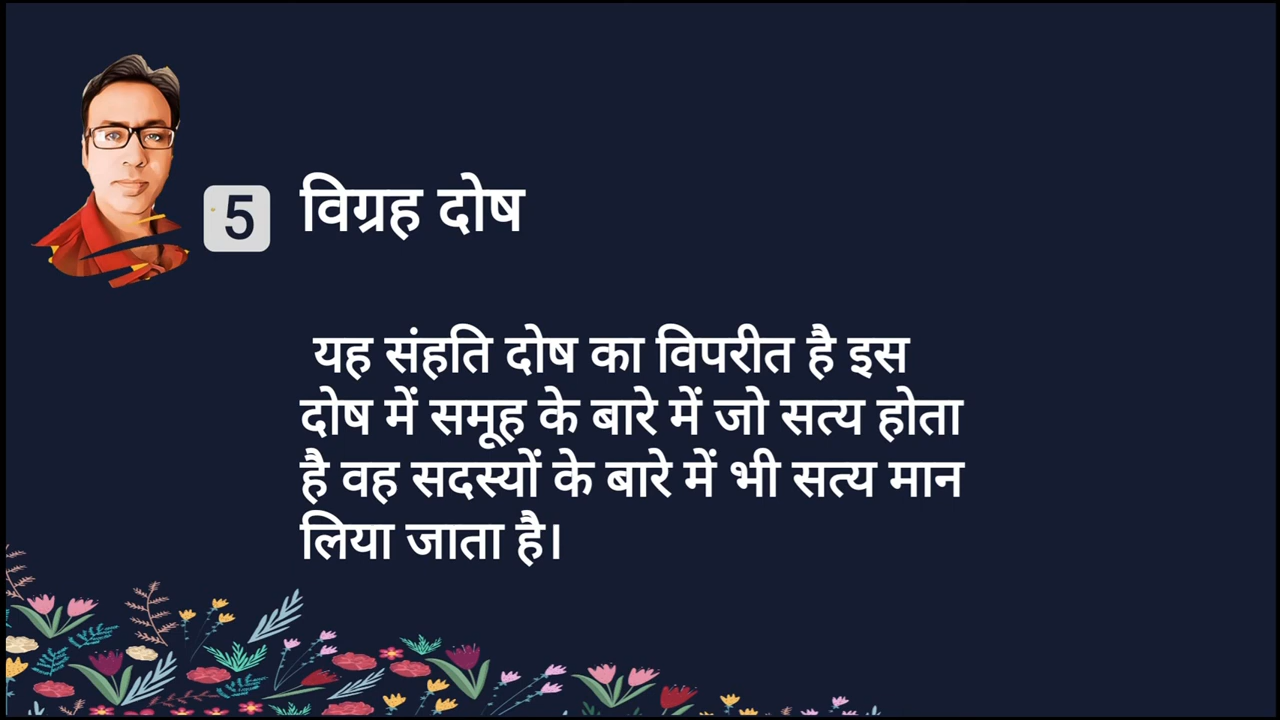 5 विग्रह दोष
यह संहति दोष का विपरीत है इस
दोष में समूह के बारे में जो सत्य होता
है वह सदस्यों के बारे में भी सत्य मान
लिया जाता है।